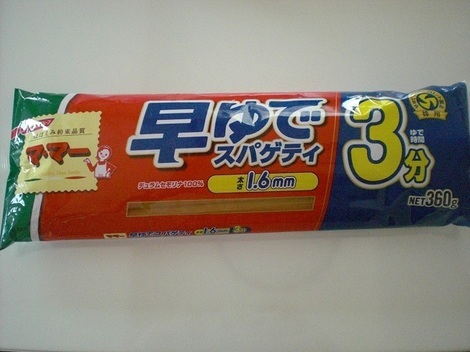 マ・マー
早ゆで
スパゲティ
デュラムセモリナ100%
太さ 1.6mm
3分
ゆで
時間
NET360g